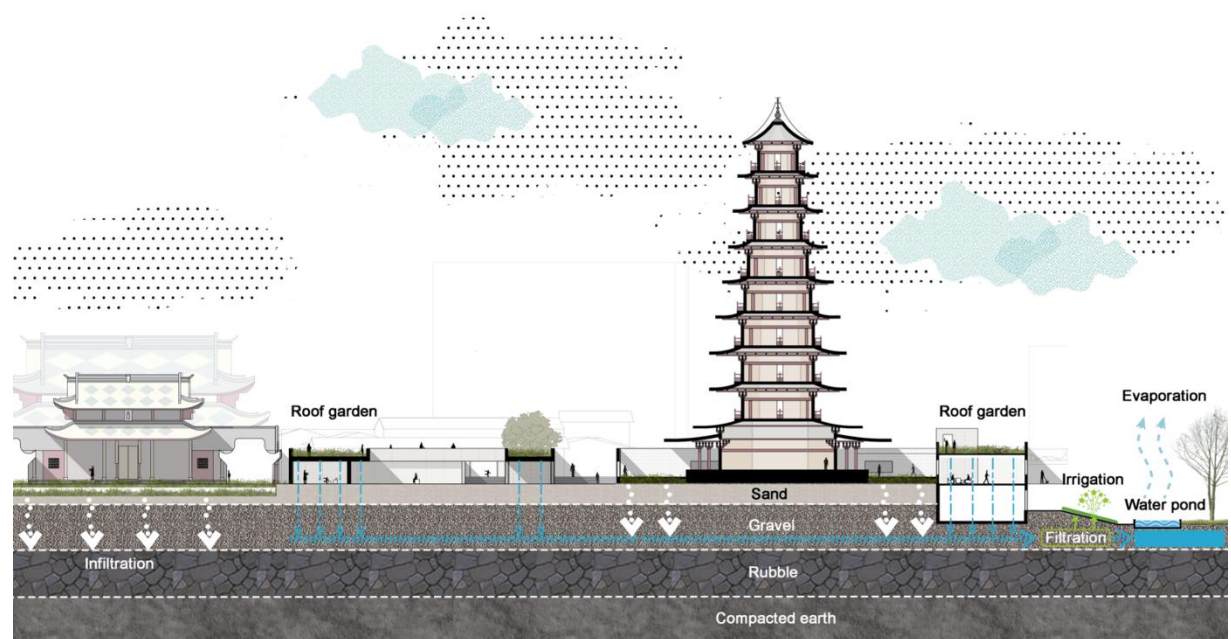 Roof garden
Roof garden
Evaporation
Irrigation
Sand
Water pond
Gravel
Filtration
Infiltration
Rubble
Compacted earth